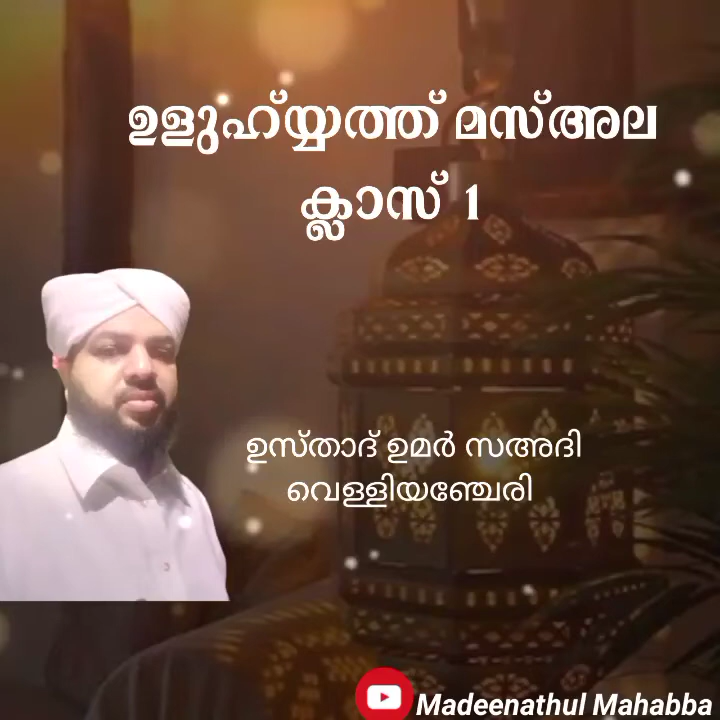 ഉളുഹ്യ്യത്ത് മസ്അല
ക്ലാസ് 1
ഉസ്താദ് ഉമർ സഅദി
വെള്ളിയഞ്ചേരി
Madeenathul Mahabba